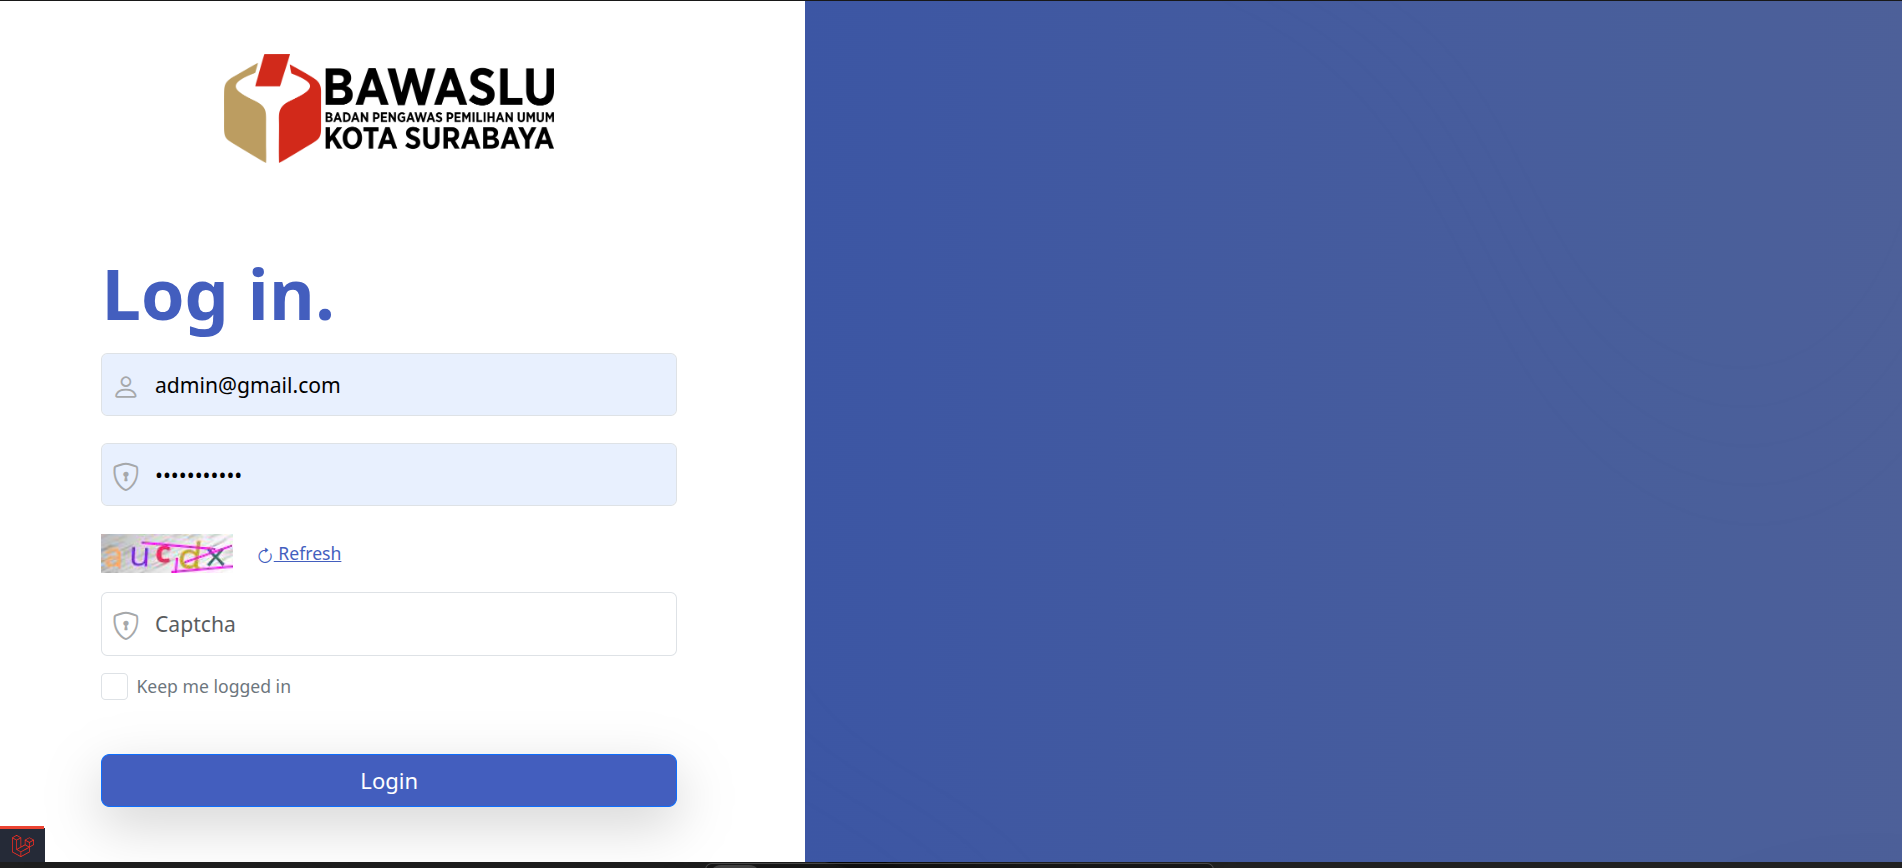 BAWASLU
BADAN PENGAWAS PEMILIHAN UMUM
KOTA SURABAYA
Log in.
admin@gmail.com
•••••••••••
aucdx
Refresh
Captcha
Keep me logged in
Login